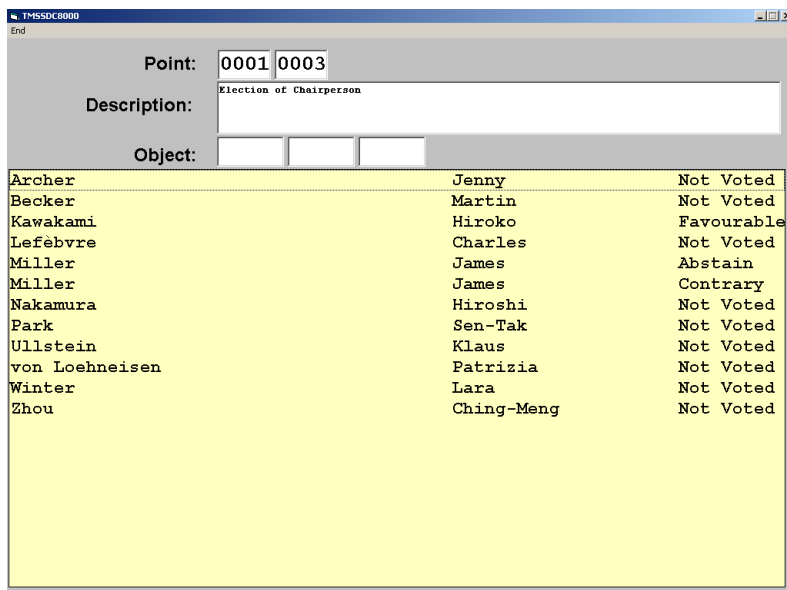 TMSSDC8000
End
Point: 0001 0003
Description: Election of Chairperson
Object:
Archer Jenny Not Voted
Becker Martin Not Voted
Kawakami Hiroko Favourable
Lefèbvre Charles Not Voted
Miller James Abstain
Miller James Contrary
Nakamura Hiroshi Not Voted
Park Sen-Tak Not Voted
Ullstein Klaus Not Voted
von Loehneisen Patrizia Not Voted
Winter Lara Not Voted
Zhou Ching-Meng Not Voted